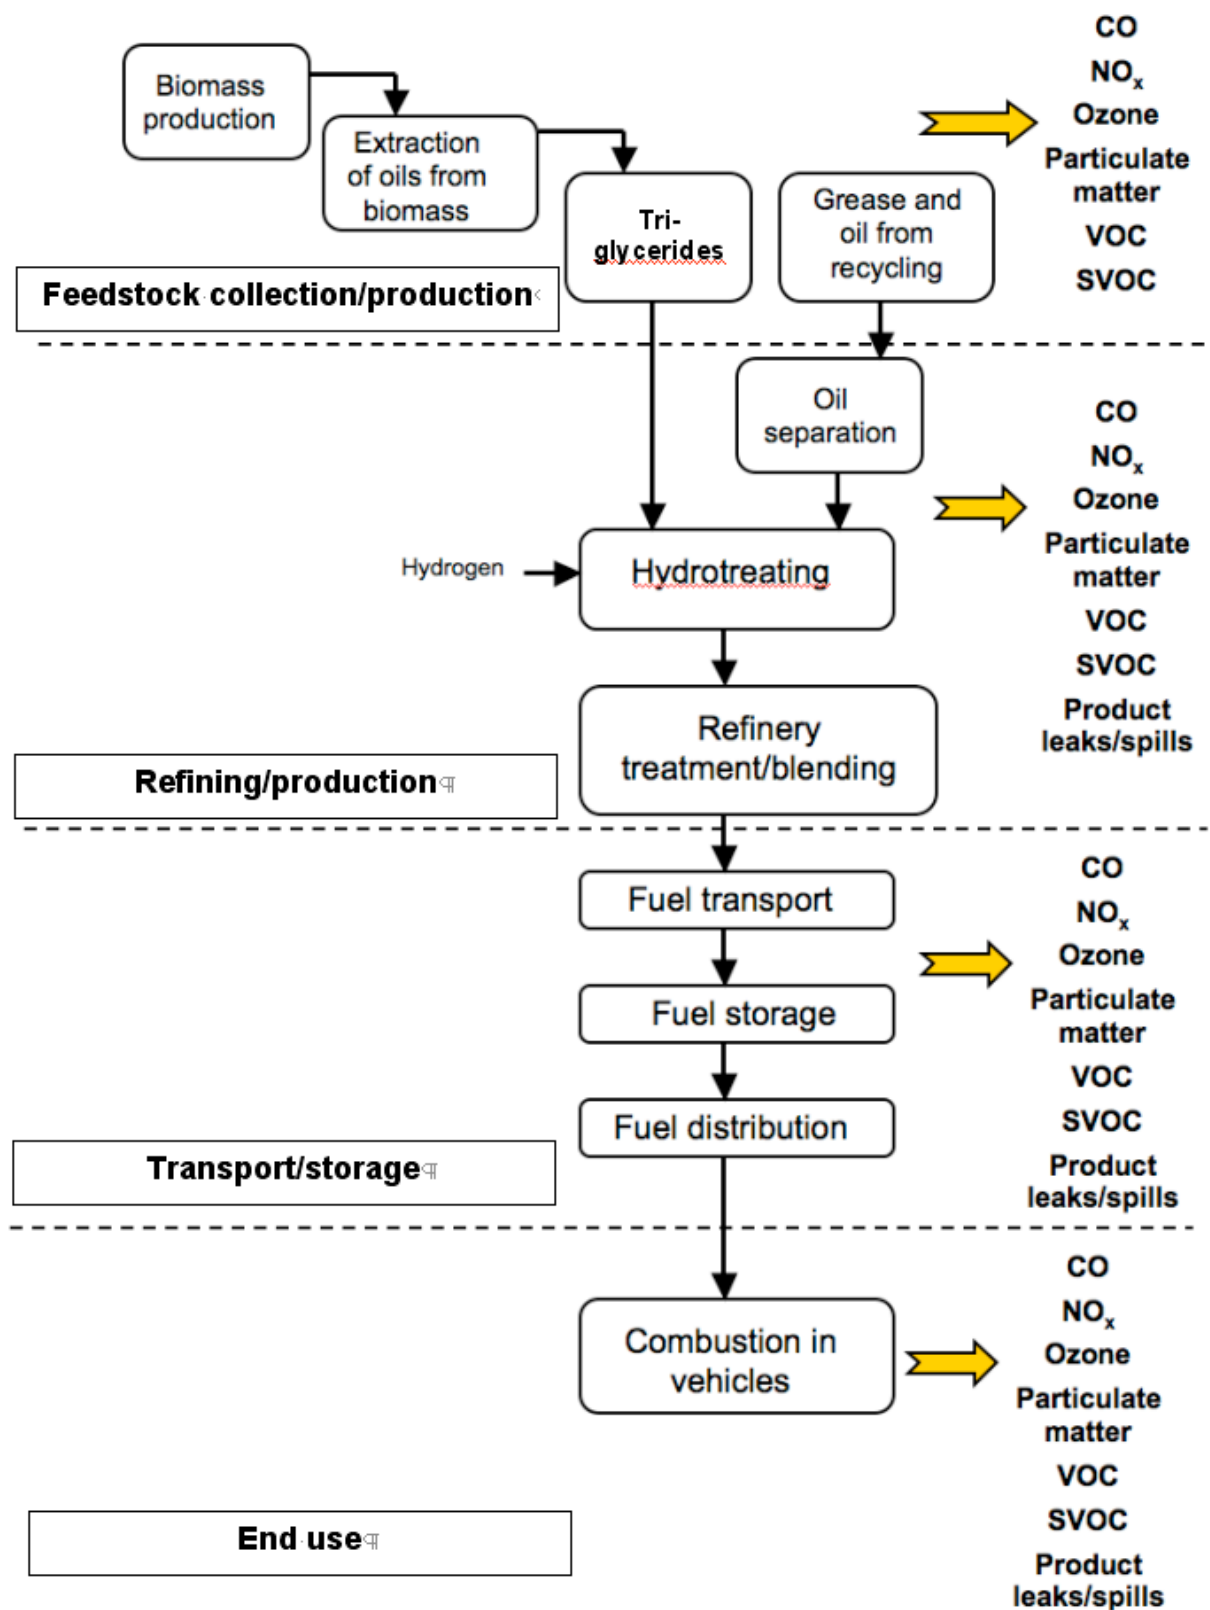 Biomass
production
Extraction
of oils from
biomass
Tri-
glycerides
Grease and
oil from
recycling
CO
NOx
Ozone
Particulate
matter
VOC
SVOC
Feedstock collection/production
Oil
separation
Hydrogen
Hydrotreating
Refinery
treatment/blending
CO
NOx
Ozone
Particulate
matter
VOC
SVOC
Product
leaks/spills
Refining/production¶
Fuel transport
Fuel storage
Fuel distribution
CO
NOx
Ozone
Particulate
matter
VOC
SVOC
Product
leaks/spills
Transport/storage¶
Combustion in
vehicles
CO
NOx
Ozone
Particulate
matter
VOC
SVOC
Product
leaks/spills
End use¶